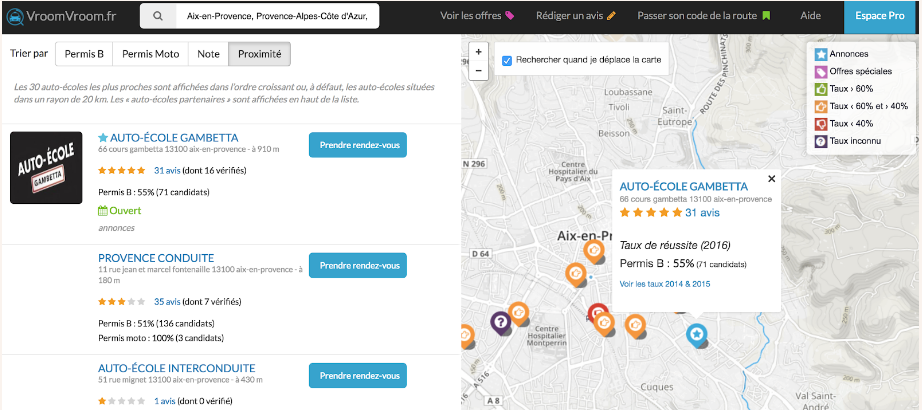 VroomVroom.fr
Aix-en-Provence, Provence-Alpes-Côte d'Azur,
Voir les offres
Rédiger un avis
Passer son code de la route
Aide
Espace Pro
Trier par
Permis B
Permis Moto
Note
Proximité
Les 30 auto-écoles les plus proches sont affichées dans l'ordre croissant ou, à défaut, les auto-écoles situées
dans un rayon de 20 km. Les « auto-écoles partenaires » sont affichées en haut de la liste.
AUTO-ÉCOLE
GAMBETTA
AUTO-ÉCOLE GAMBETTA
66 cours gambetta 13100 aix-en-provence - à 910 m
31 avis (dont 16 vérifiés)
Permis B : 55% (71 candidats)
Ouvert
annonces
Prendre rendez-vous
PROVENCE CONDUITE
11 rue jean et marcel fontenaille 13100 aix-en-provence - à
180 m
35 avis (dont 7 vérifiés)
Permis B : 51% (136 candidats)
Permis moto : 100% (3 candidats)
Prendre rendez-vous
AUTO-ÉCOLE INTERCONDUITE
51 rue mignet 13100 aix-en-provence - à 430 m
1 avis (dont 0 vérifié)
Prendre rendez-vous
+
−
Rechercher quand je déplace la carte
Annonces
Offres spéciales
Taux > 60%
Taux < 60% et > 40%
Taux < 40%
Taux inconnu
ROUTE DES PINCHINATS
Loubassane
Tivoli
Saint-
Eutrope
Beisson
N 296
Centre
Hospitalier du
Pays d'Aix
D 64
Aix-en-Pr
AUTO-ÉCOLE GAMBETTA
66 cours gambetta 13100 aix-en-provence
31 avis
Taux de réussite (2016)
Permis B : 55% (71 candidats)
Voir les taux 2014 & 2015
Centre
Hospitalier
Montperrin
A 516
A 8
Cuques
Val Saint-
André